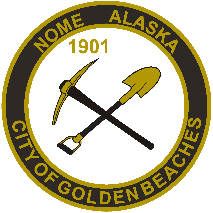 NOME ALASKA
1901
CITY OF GOLDEN BEACHES